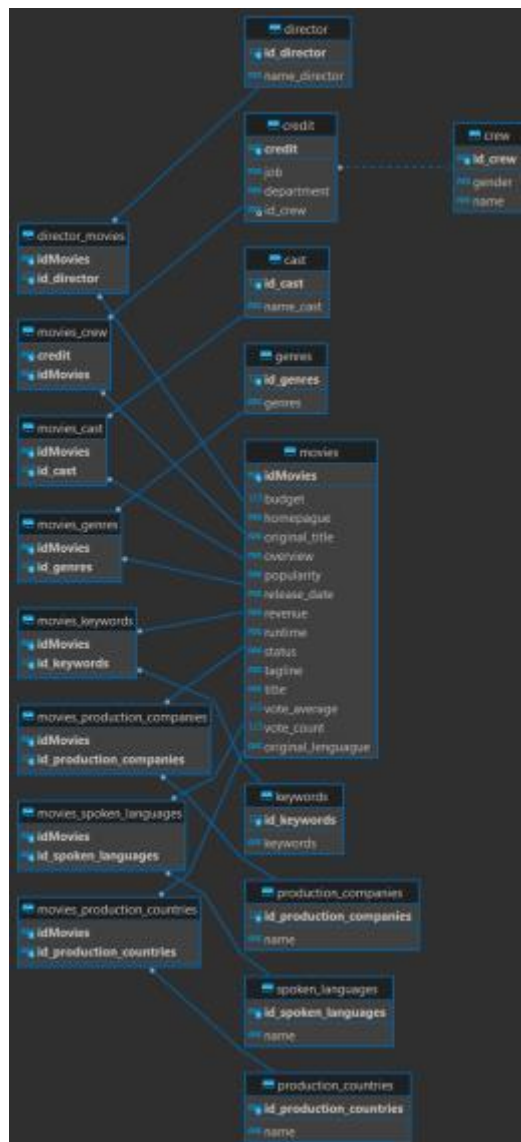 director
id_director
name_director
credit
credit
job
department
id_crew
crew
id_crew
gender
name
director_movies
idMovies
id_director
cast
id_cast
name_cast
movies_crew
credit
idMovies
genres
id_genres
genres
movies_cast
idMovies
id_cast
movies
idMovies
budget
homepague
original_title
overview
popularity
release_date
revenue
runtime
status
tagline
title
vote_average
vote_count
original_lenguague
movies_genres
idMovies
id_genres
movies_keywords
idMovies
id_keywords
movies_production_companies
idMovies
id_production_companies
keywords
id_keywords
keywords
movies_spoken_languages
idMovies
id_spoken_languages
production_companies
id_production_companies
name
movies_production_countries
idMovies
id_production_countries
spoken_languages
id_spoken_languages
name
production_countries
id_production_countries
name